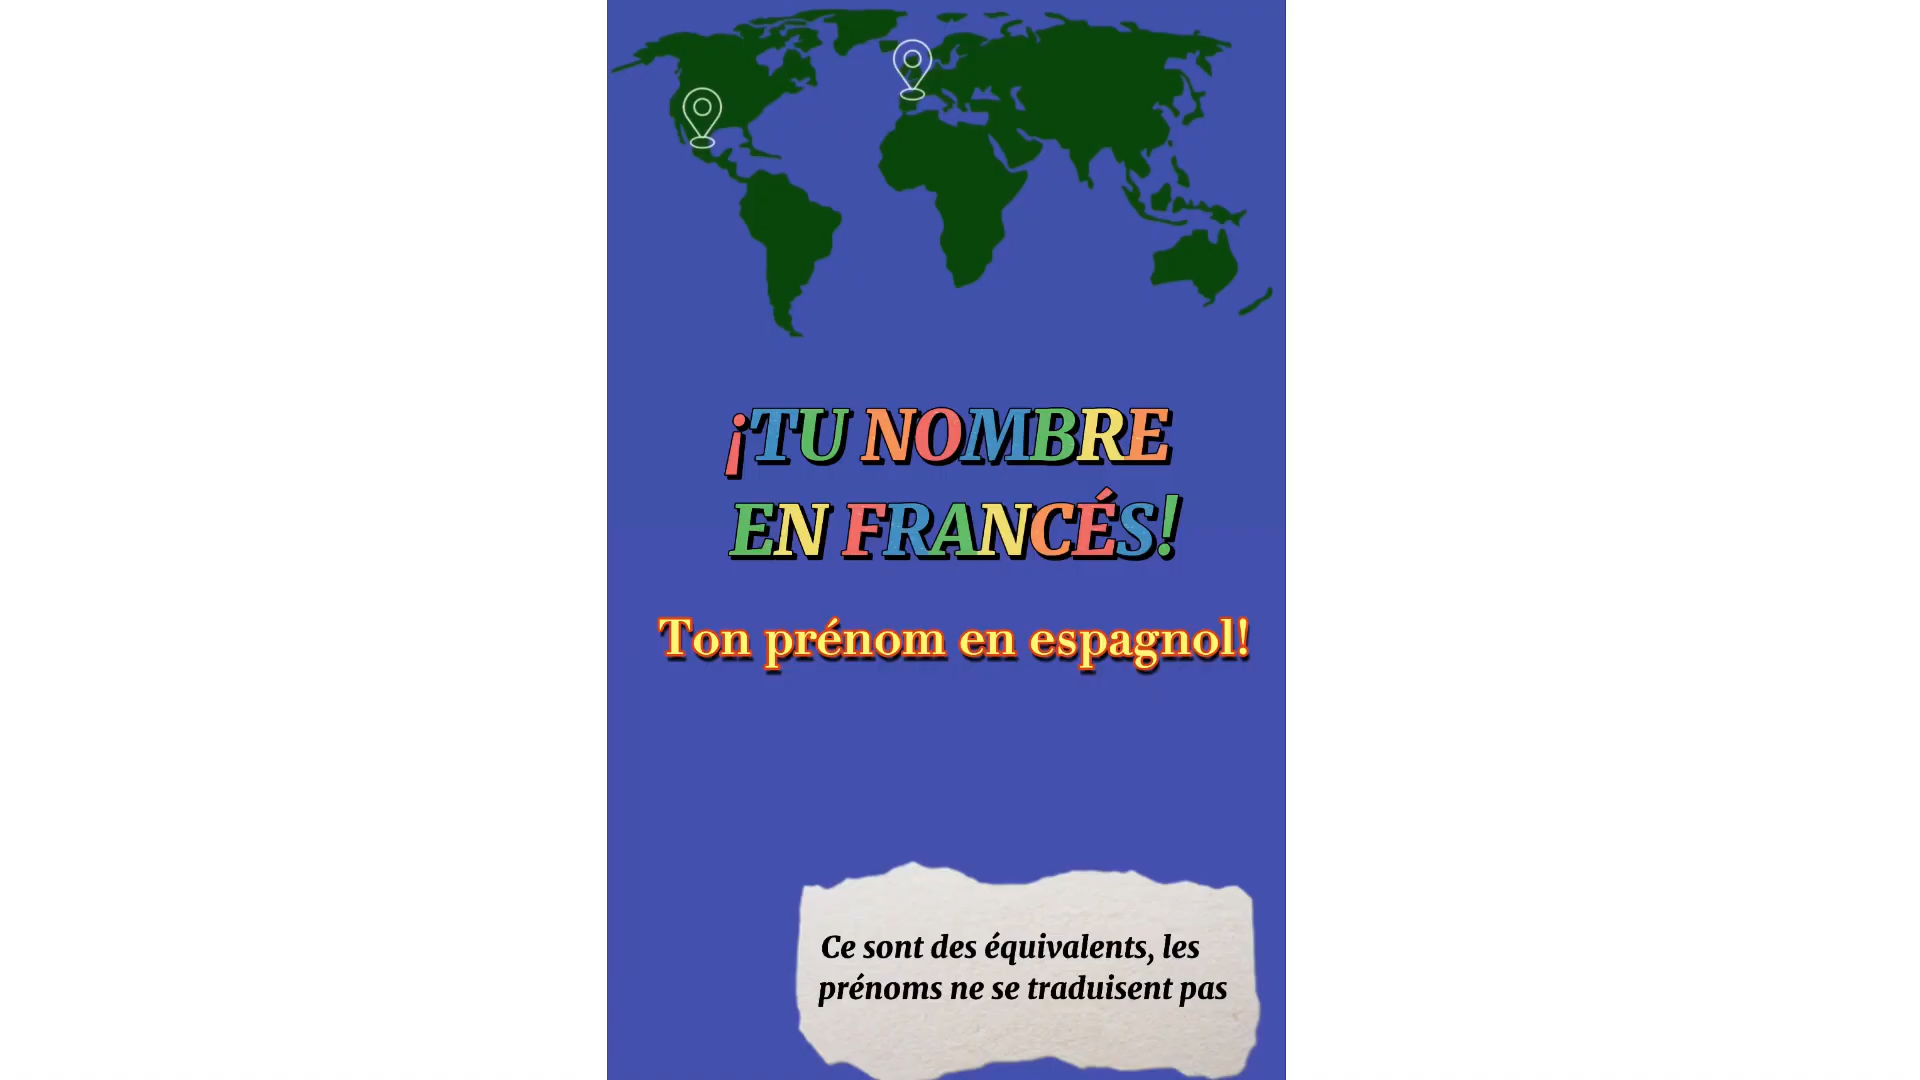 ¡TU NOMBRE
EN FRANCÉS!
Ton prénom en espagnol!
Ce sont des équivalents, les
prénoms ne se traduisent pas